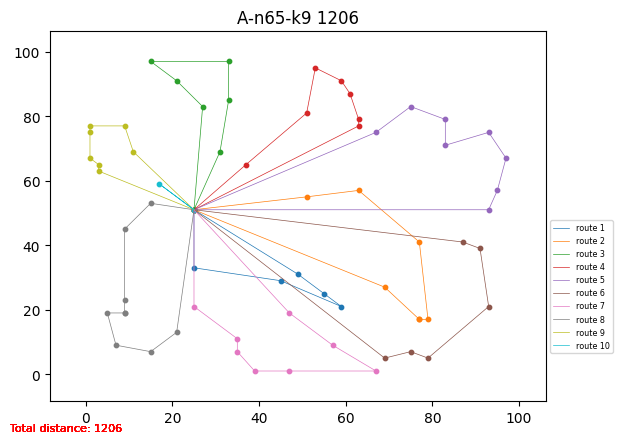 A-n65-k9 1206
100
80
60
40
20
0
0 20 40 60 80 100
route 1
route 2
route 3
route 4
route 5
route 6
route 7
route 8
route 9
route 10
Total distance: 1206